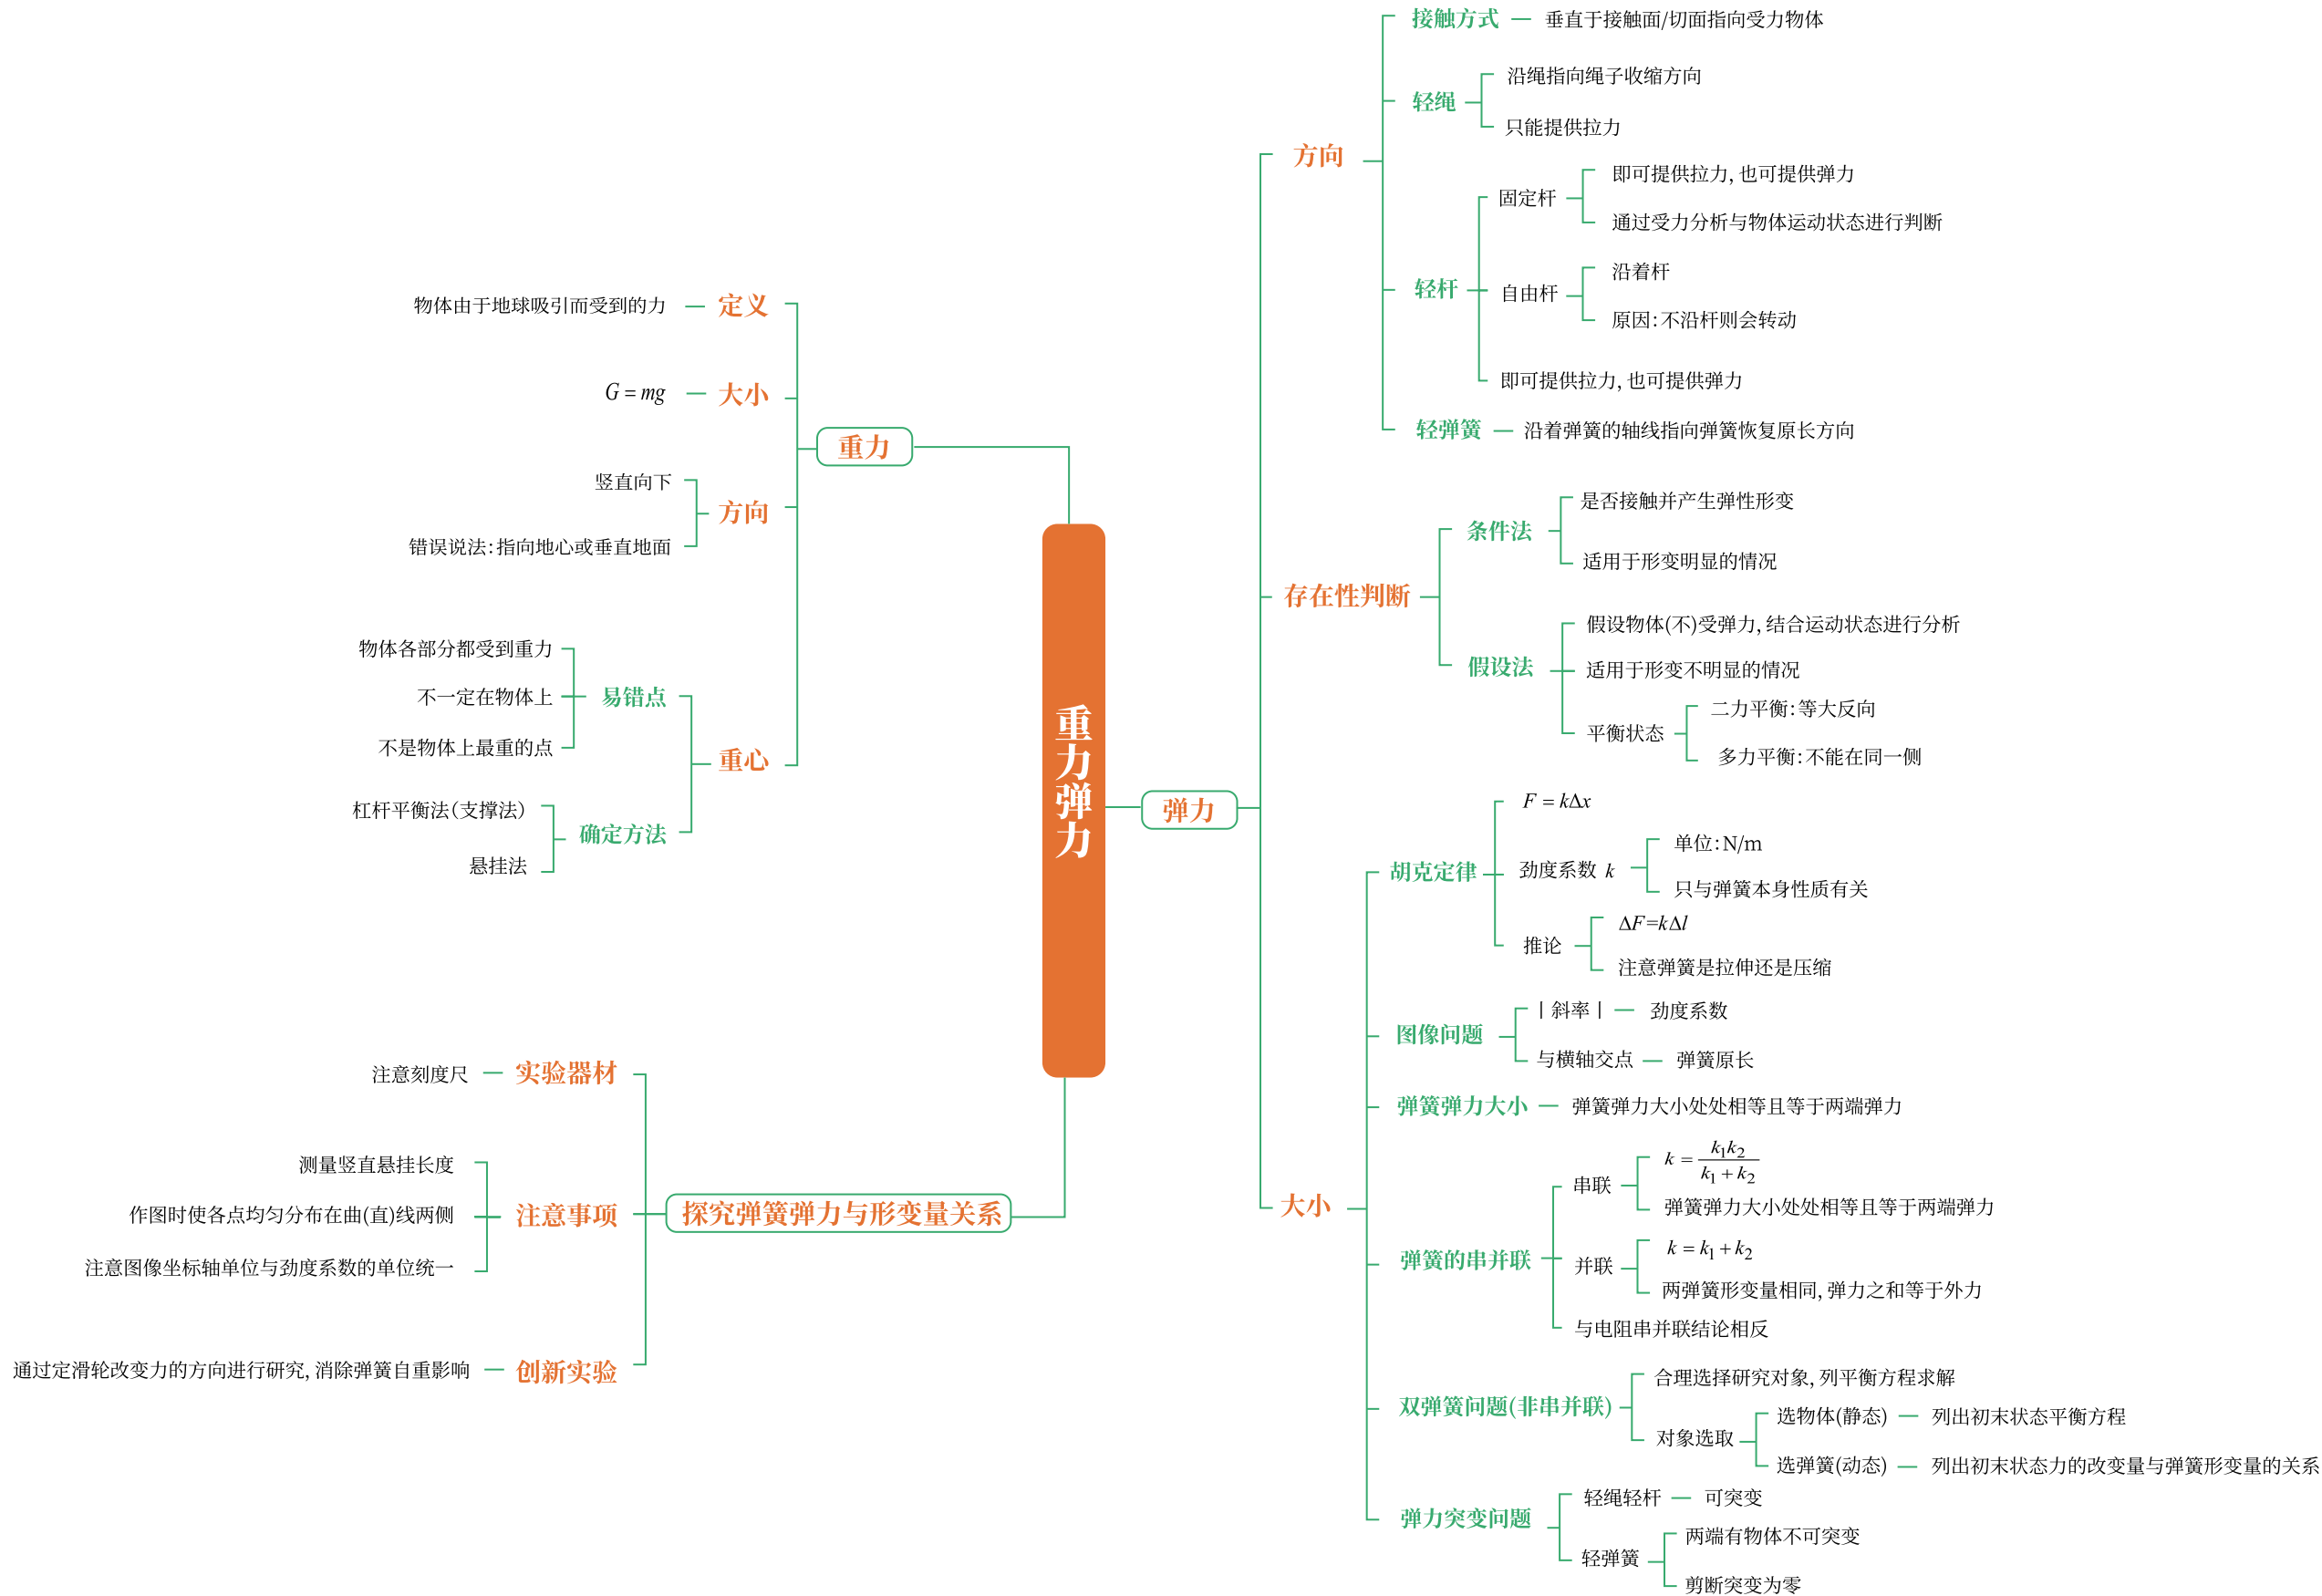 重力弹力
重力
定义
物体由于地球吸引而受到的力
大小
G = mg
方向
竖直向下
错误说法：指向地心或垂直地面
重心
易错点
物体各部分都受到重力
不一定在物体上
不是物体上最重的点
确定方法
杠杆平衡法（支撑法）
悬挂法
探究弹簧弹力与形变量关系
实验器材
注意刻度尺
注意事项
测量竖直悬挂长度
作图时使各点均匀分布在曲(直)线两侧
注意图像坐标轴单位与劲度系数的单位统一
创新实验
通过定滑轮改变力的方向进行研究, 消除弹簧自重影响
弹力
方向
接触方式
垂直于接触面/切面指向受力物体
轻绳
沿绳指向绳子收缩方向
只能提供拉力
轻杆
固定杆
即可提供拉力, 也可提供弹力
通过受力分析与物体运动状态进行判断
自由杆
沿着杆
原因：不沿杆则会转动
即可提供拉力, 也可提供弹力
轻弹簧
沿着弹簧的轴线指向弹簧恢复原长方向
存在性判断
条件法
是否接触并产生弹性形变
适用于形变明显的情况
假设法
假设物体(不)受弹力, 结合运动状态进行分析
适用于形变不明显的情况
平衡状态
二力平衡：等大反向
多力平衡：不能在同一侧
大小
胡克定律
F = kΔx
劲度系数 k
单位：N/m
只与弹簧本身性质有关
推论
ΔF=kΔl
注意弹簧是拉伸还是压缩
图像问题
|斜率|
劲度系数
与横轴交点
弹簧原长
弹簧弹力大小
弹簧弹力大小处处相等且等于两端弹力
弹簧的串并联
串联
k = k₁k₂/(k₁ + k₂)
弹簧弹力大小处处相等且等于两端弹力
并联
k = k₁ + k₂
两弹簧形变量相同, 弹力之和等于外力
与电阻串并联结论相反
双弹簧问题(非串并联)
合理选择研究对象, 列平衡方程求解
对象选取
选物体(静态)
列出初末状态平衡方程
选弹簧(动态)
列出初末状态力的改变量与弹簧形变量的关系
弹力突变问题
轻绳轻杆
可突变
轻弹簧
两端有物体不可突变
剪断突变为零